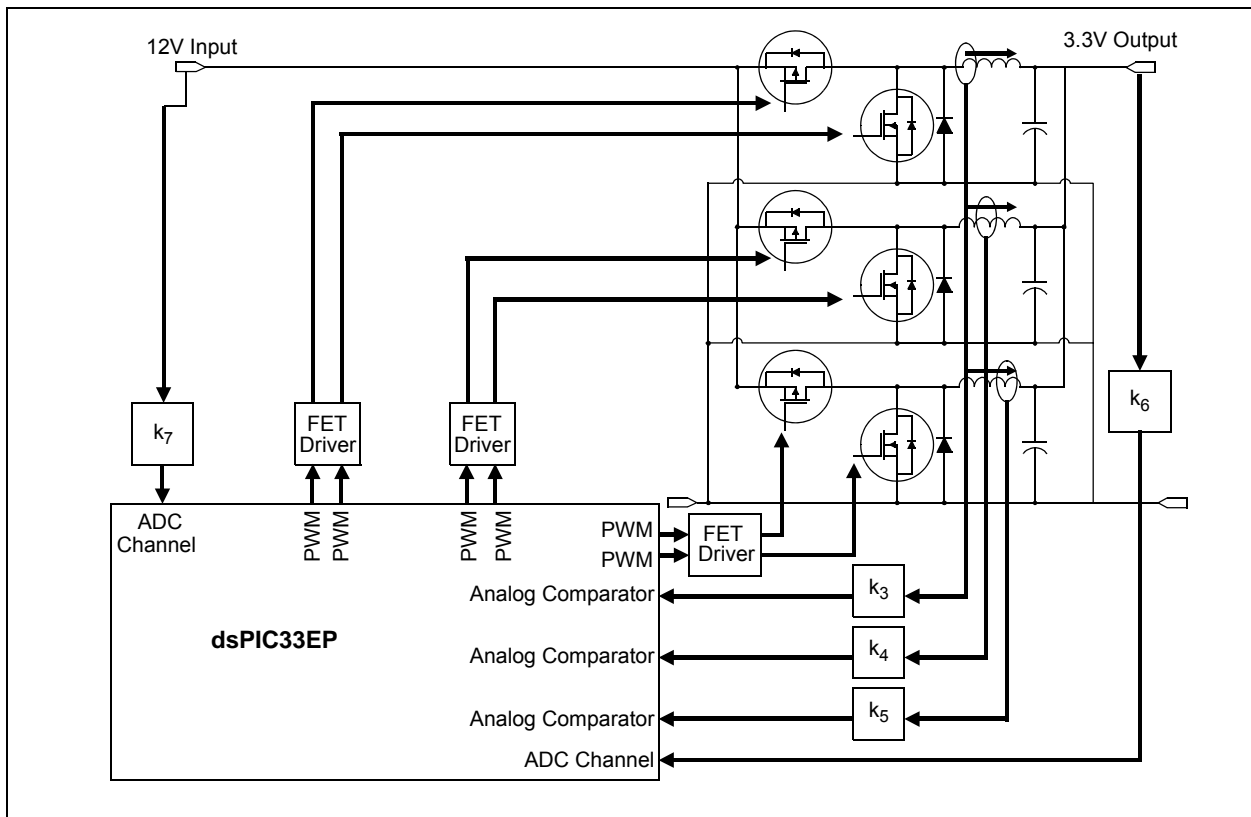 12V Input
3.3V Output
k7
FET
Driver
FET
Driver
k6
ADC
Channel
PWM
PWM
PWM
PWM
PWM
PWM
FET
Driver
Analog Comparator
k3
dsPIC33EP
Analog Comparator
k4
Analog Comparator
k5
ADC Channel